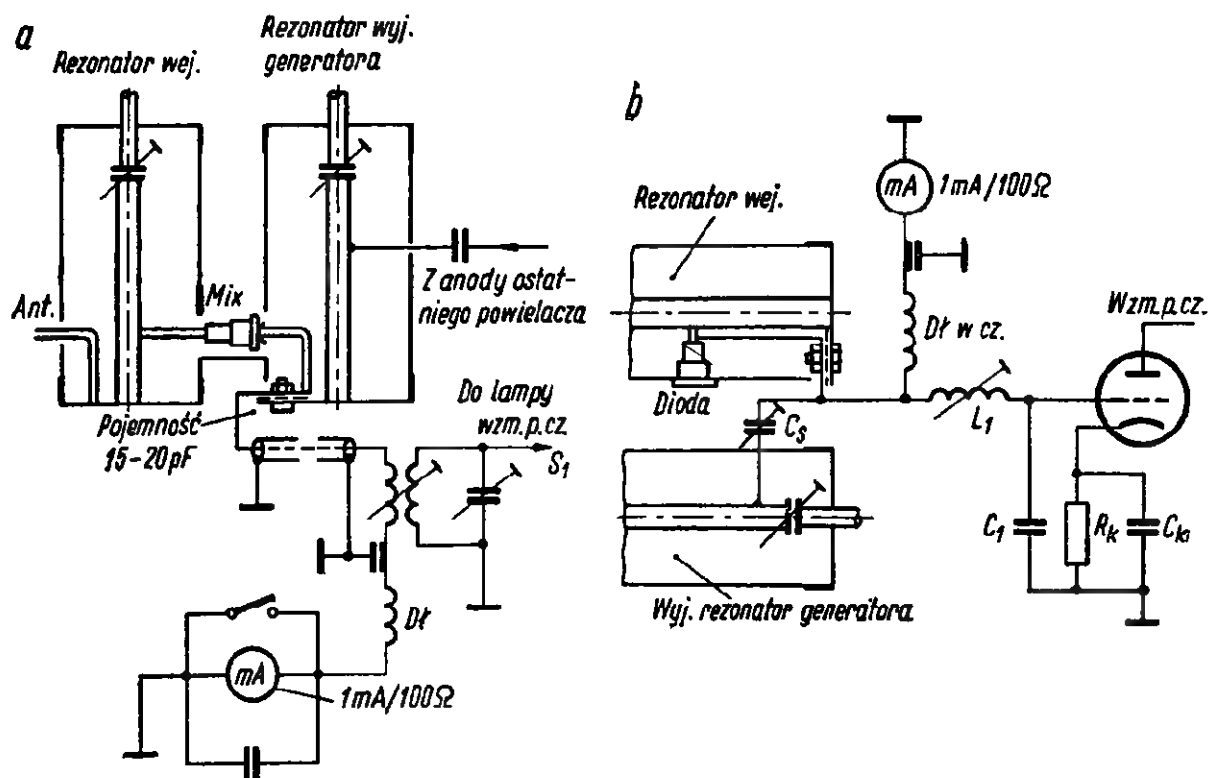 a
Rezonator wej.
Rezonator wyj.
generatora
Ant.
Mix
Z anody ostat-
niego powielacza
Pojemność
15-20pF
Do lampy
wzm.p.cz.
S1
Dł
mA
1mA/100Ω
b
mA
1mA/100Ω
Rezonator wej.
Dł w cz.
Wzm.p.cz.
Dioda
Cs
L1
C1
Rk
Ck
Wyj. rezonator generatora